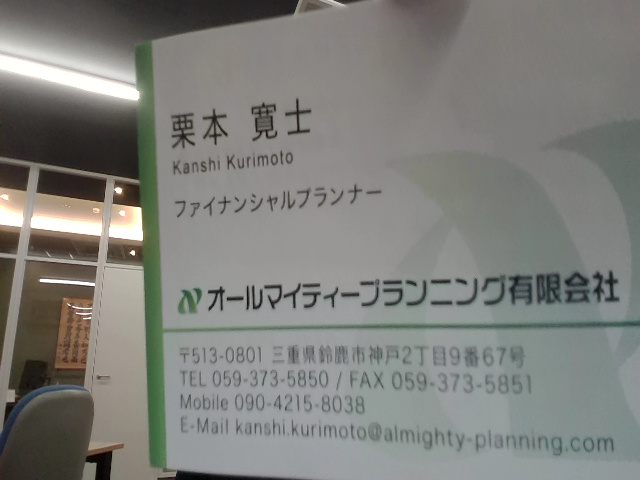 栗本 寛士
Kanshi Kurimoto
ファイナンシャルプランナー
オールマイティープランニング有限会社
〒513-0801 三重県鈴鹿市神戸2丁目9番67号
TEL 059-373-5850 / FAX 059-373-5851
Mobile 090-4215-8038
E-Mail kanshi.kurimoto@almighty-planning.com